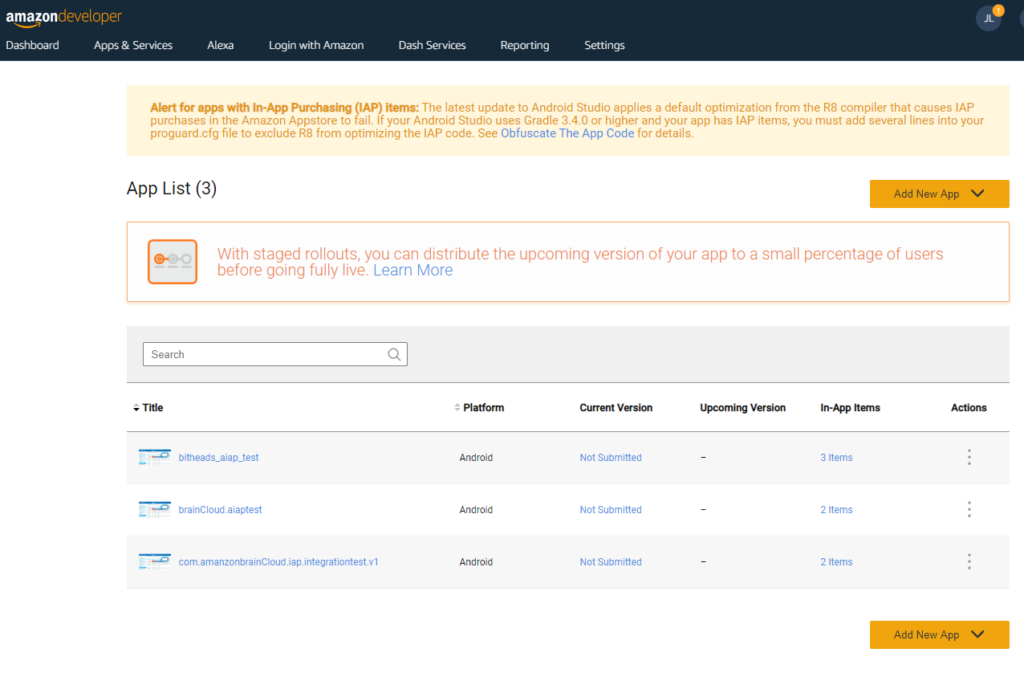 amazondeveloper
JL
!
Dashboard Apps & Services Alexa Login with Amazon Dash Services Reporting Settings
Alert for apps with In-App Purchasing (IAP) items: The latest update to Android Studio applies a default optimization from the R8 compiler that causes IAP
purchases in the Amazon Appstore to fail. If your Android Studio uses Gradle 3.4.0 or higher and your app has IAP items, you must add several lines into your
proguard.cfg file to exclude R8 from optimizing the IAP code. See Obfuscate The App Code for details.
App List (3)
Add New App
With staged rollouts, you can distribute the upcoming version of your app to a small percentage of users
before going fully live. Learn More
Search
Title Platform Current Version Upcoming Version In-App Items Actions
bitheads_aiap_test Android Not Submitted – 3 Items
brainCloud.aiaptest Android Not Submitted – 2 Items
com.amanzonbrainCloud.iap.integrationtest.v1 Android Not Submitted – 2 Items
Add New App